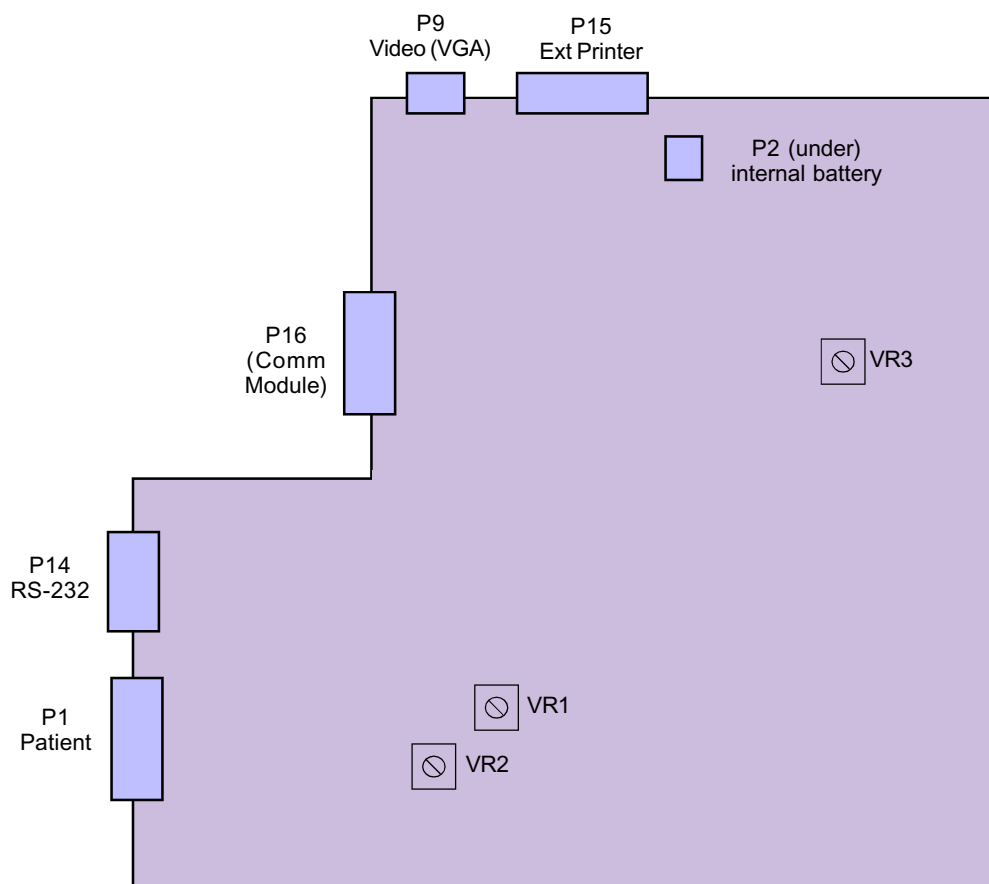 P9
Video (VGA)
P15
Ext Printer
P2 (under)
internal battery
P16
(Comm
Module)
VR3
P14
RS-232
P1
Patient
VR1
VR2